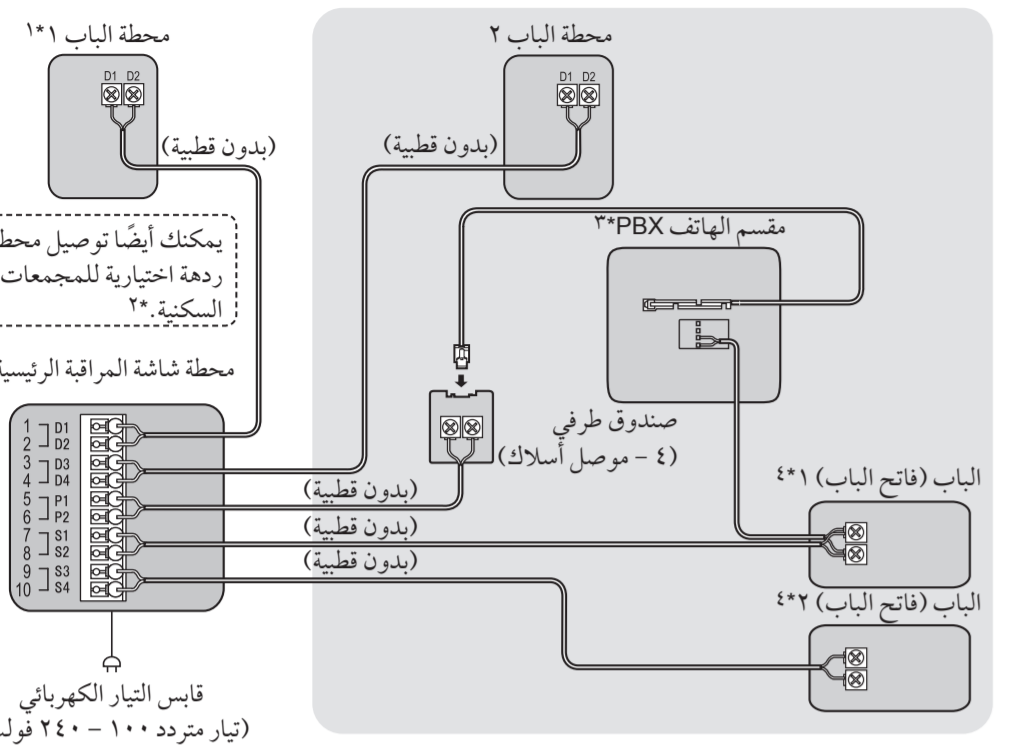 محطة الباب ١*١
D1 D2
(بدون قطبية)
محطة الباب ٢
D1 D2
(بدون قطبية)
مقسم الهاتف PBX*٣
يمكنك أيضًا توصيل
ردهة اختيارية للمجمعات
السكنية.*٢
محطة شاشة المراقبة الرئيسية
1 D1
2 D2
3 D3
4 D4
5 P1
6 P2
7 S1
8 S2
9 S3
10 S4
صندوق طرفي
(٤ – موصل أسلاك)
(بدون قطبية)
(بدون قطبية)
(بدون قطبية)
الباب (فاتح الباب) ١*٤
الباب (فاتح الباب) ٢*٤
قابس التيار الكهربائي
(تيار متردد ١٠٠ – ٢٤٠